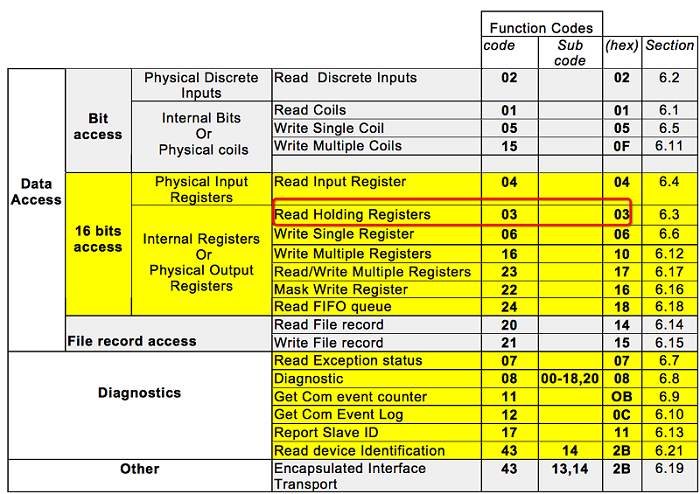 Function Codes
code Sub code (hex) Section
Data Access
Bit access
Physical Discrete Inputs
Read Discrete Inputs 02 02 6.2
Internal Bits Or Physical coils
Read Coils 01 01 6.1
Write Single Coil 05 05 6.5
Write Multiple Coils 15 0F 6.11
16 bits access
Physical Input Registers
Read Input Register 04 04 6.4
Internal Registers Or Physical Output Registers
Read Holding Registers 03 03 6.3
Write Single Register 06 06 6.6
Write Multiple Registers 16 10 6.12
Read/Write Multiple Registers 23 17 6.17
Mask Write Register 22 16 6.16
Read FIFO queue 24 18 6.18
File record access
Read File record 20 14 6.14
Write File record 21 15 6.15
Diagnostics
Read Exception status 07 07 6.7
Diagnostic 08 00-18,20 08 6.8
Get Com event counter 11 OB 6.9
Get Com Event Log 12 0C 6.10
Report Slave ID 17 11 6.13
Read device Identification 43 14 2B 6.21
Other
Encapsulated Interface Transport 43 13,14 2B 6.19